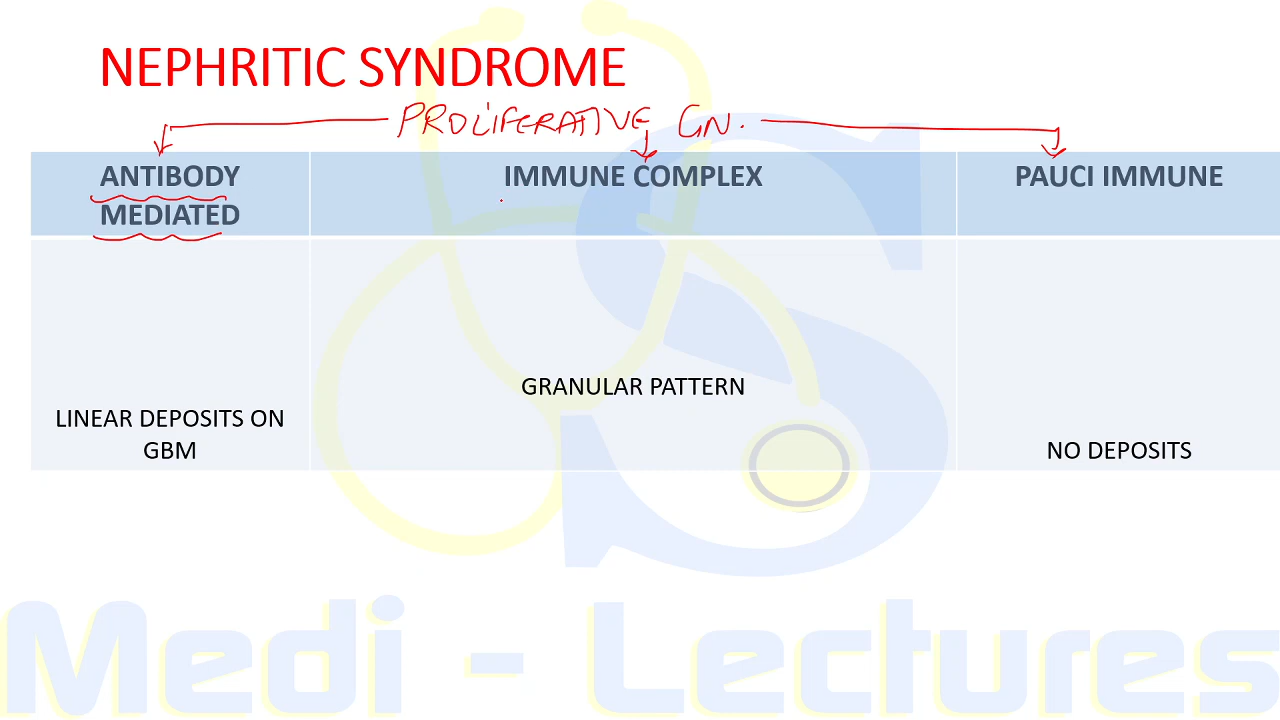 NEPHRITIC SYNDROME
PROLIFERATIVE GN.
ANTIBODY
MEDIATED
IMMUNE COMPLEX
PAUCI IMMUNE
LINEAR DEPOSITS ON
GBM
GRANULAR PATTERN
NO DEPOSITS
Medi - Lectures